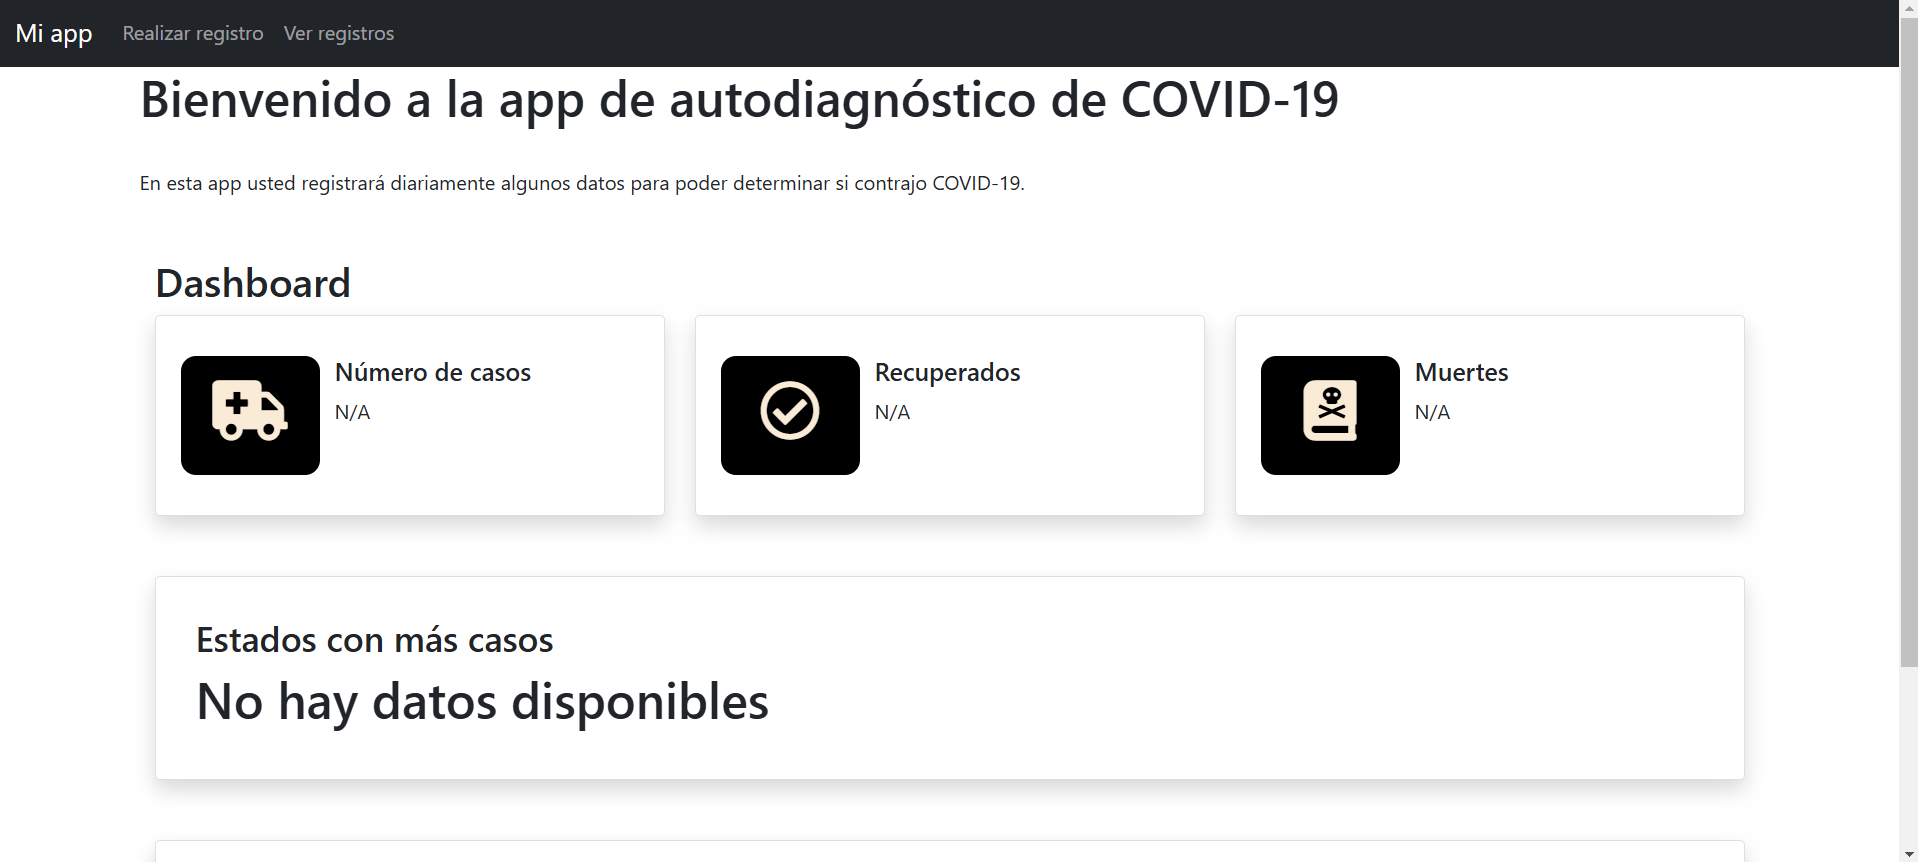 Mi app Realizar registro Ver registros
Bienvenido a la app de autodiagnóstico de COVID-19
En esta app usted registrará diariamente algunos datos para poder determinar si contrajo COVID-19.
Dashboard
Número de casos
N/A
Recuperados
N/A
Muertes
N/A
Estados con más casos
No hay datos disponibles